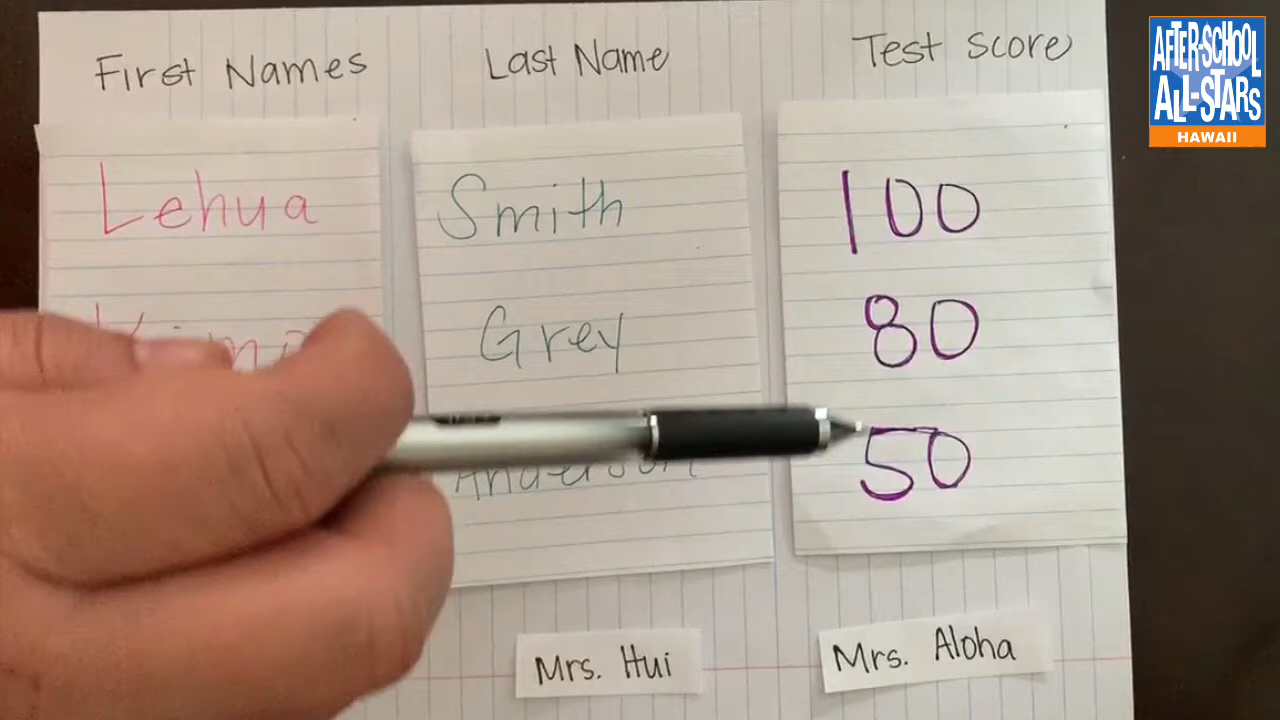 First Names
Last Name
Test Score
Lehua
Smith
100
Grey
80
Anderson
50
Mrs. Hui
Mrs. Aloha
AFTER-SCHOOL
ALL-STARS
HAWAII